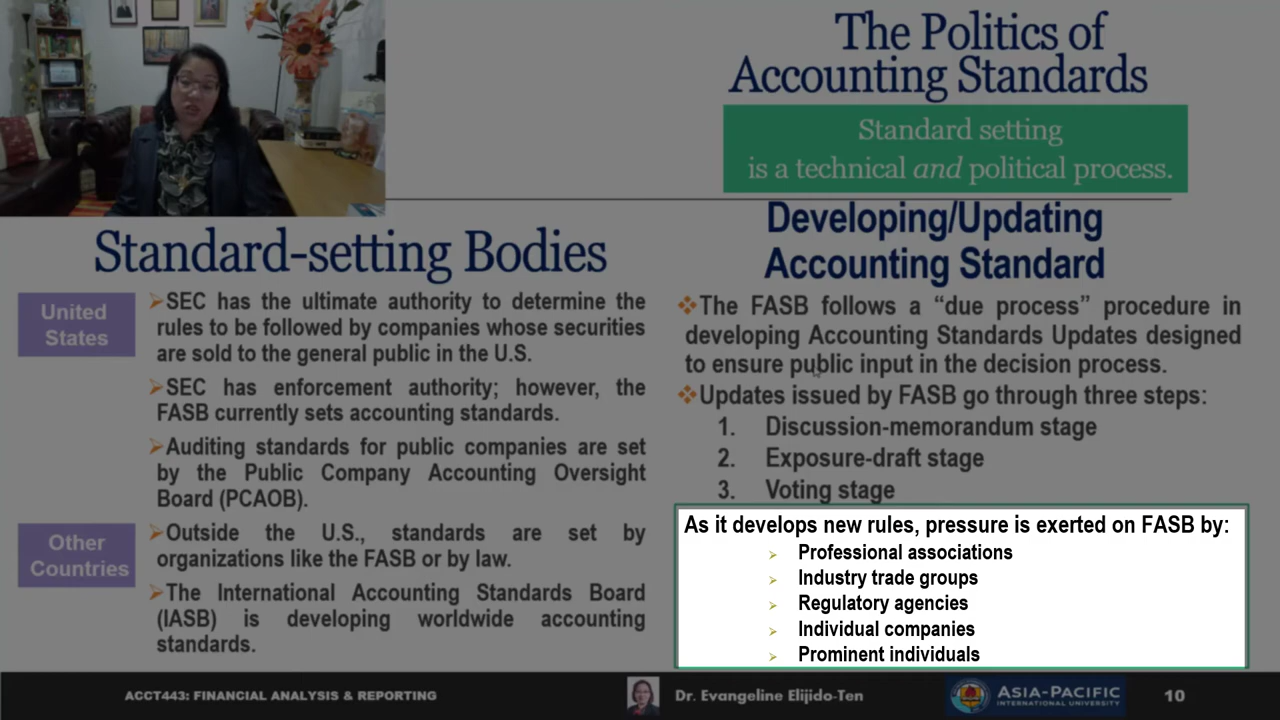 The Politics of
Accounting Standards
Standard setting
is a technical and political process.
Standard-setting Bodies
United
States
➢SEC has the ultimate authority to determine the
rules to be followed by companies whose securities
are sold to the general public in the U.S.
➢SEC has enforcement authority; however, the
FASB currently sets accounting standards.
➢Auditing standards for public companies are set
by the Public Company Accounting Oversight
Board (PCAOB).
Other
Countries
➢Outside the U.S., standards are set by
organizations like the FASB or by law.
➢The International Accounting Standards Board
(IASB) is developing worldwide accounting
standards.
Developing/Updating
Accounting Standard
❖The FASB follows a “due process” procedure in
developing Accounting Standards Updates designed
to ensure public input in the decision process.
❖Updates issued by FASB go through three steps:
1. Discussion-memorandum stage
2. Exposure-draft stage
3. Voting stage
As it develops new rules, pressure is exerted on FASB by:
➢ Professional associations
➢ Industry trade groups
➢ Regulatory agencies
➢ Individual companies
➢ Prominent individuals
ACCT443: FINANCIAL ANALYSIS & REPORTING
Dr. Evangeline Elijido-Ten
ASIA-PACIFIC
INTERNATIONAL UNIVERSITY
10